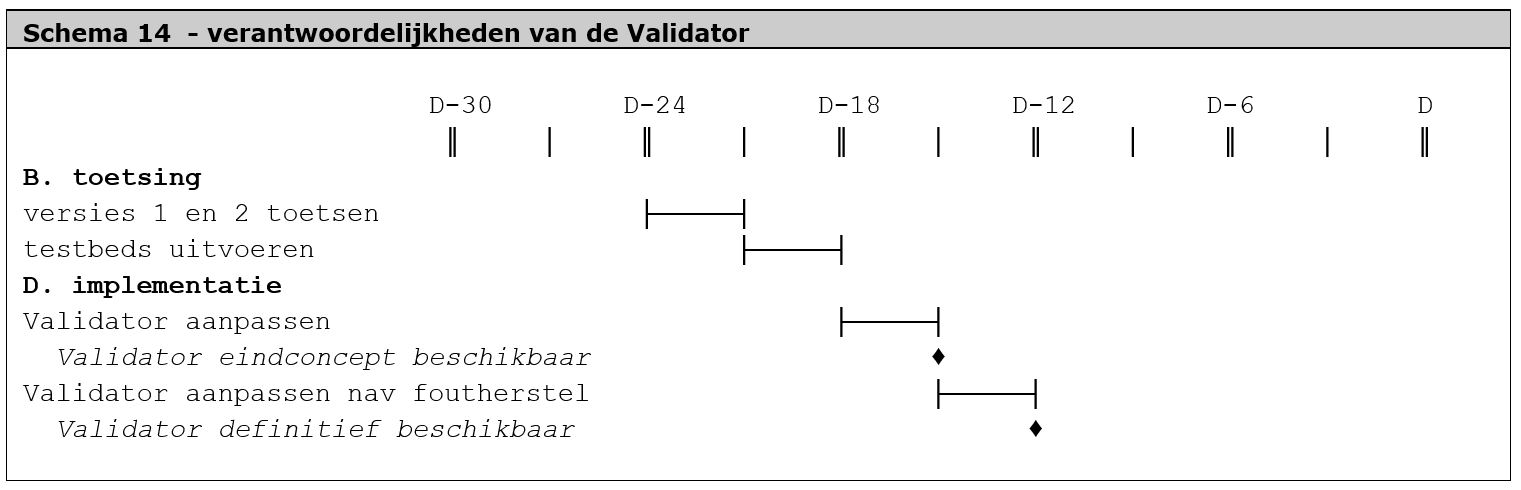 Schema 14 - verantwoordelijkheden van de Validator
D-30 D-24 D-18 D-12 D-6 D
B. toetsing
versies 1 en 2 toetsen
testbeds uitvoeren
D. implementatie
Validator aanpassen
Validator eindconcept beschikbaar
Validator aanpassen nav foutherstel
Validator definitief beschikbaar